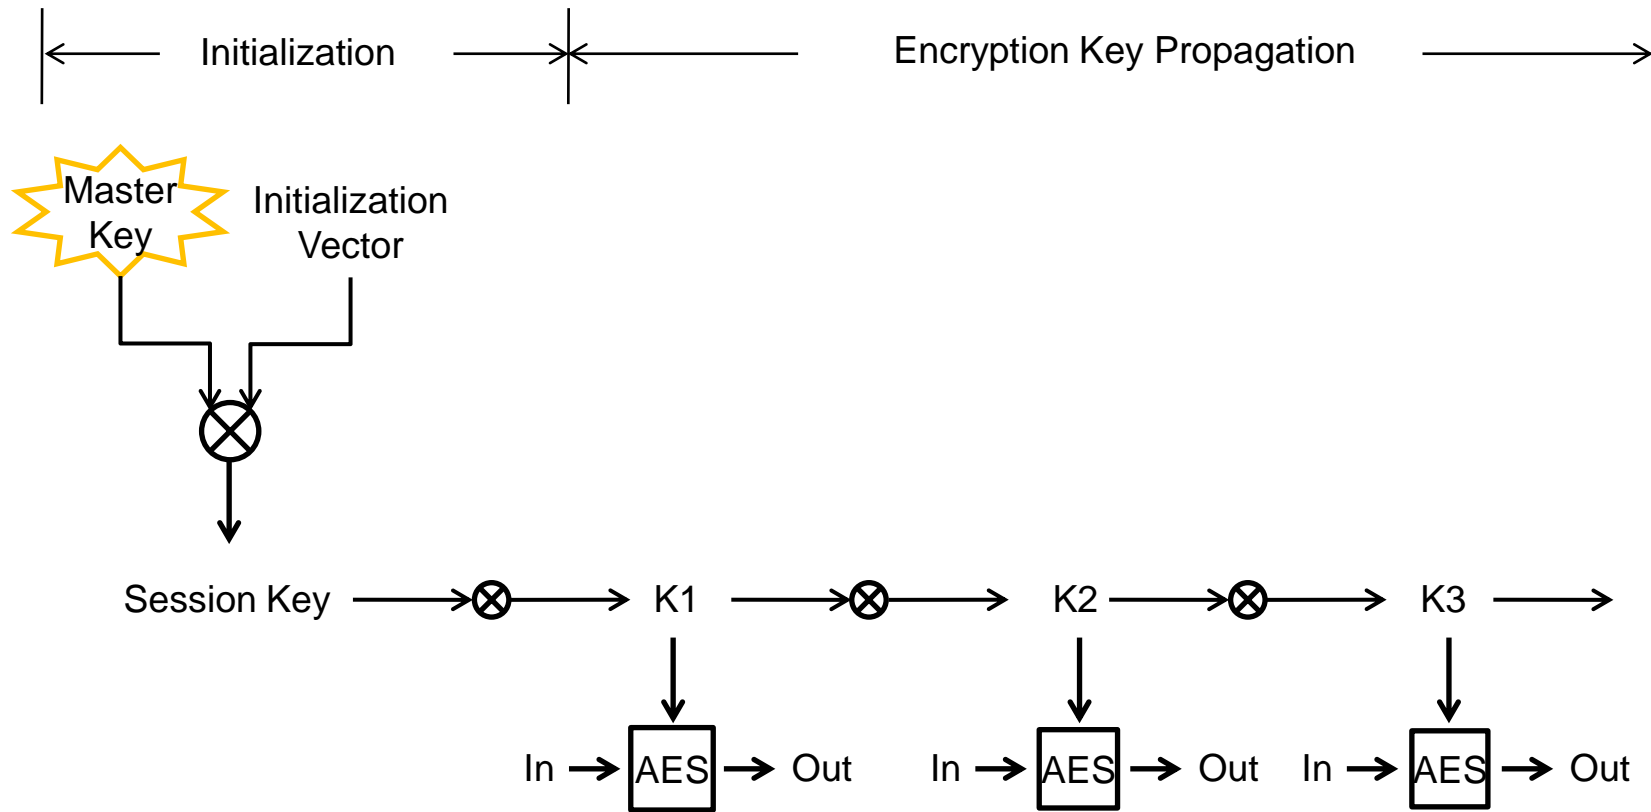 Initialization
Encryption Key Propagation
Master
Key
Initialization
Vector
Session Key
K1
K2
K3
In
AES
Out
In
AES
Out
In
AES
Out